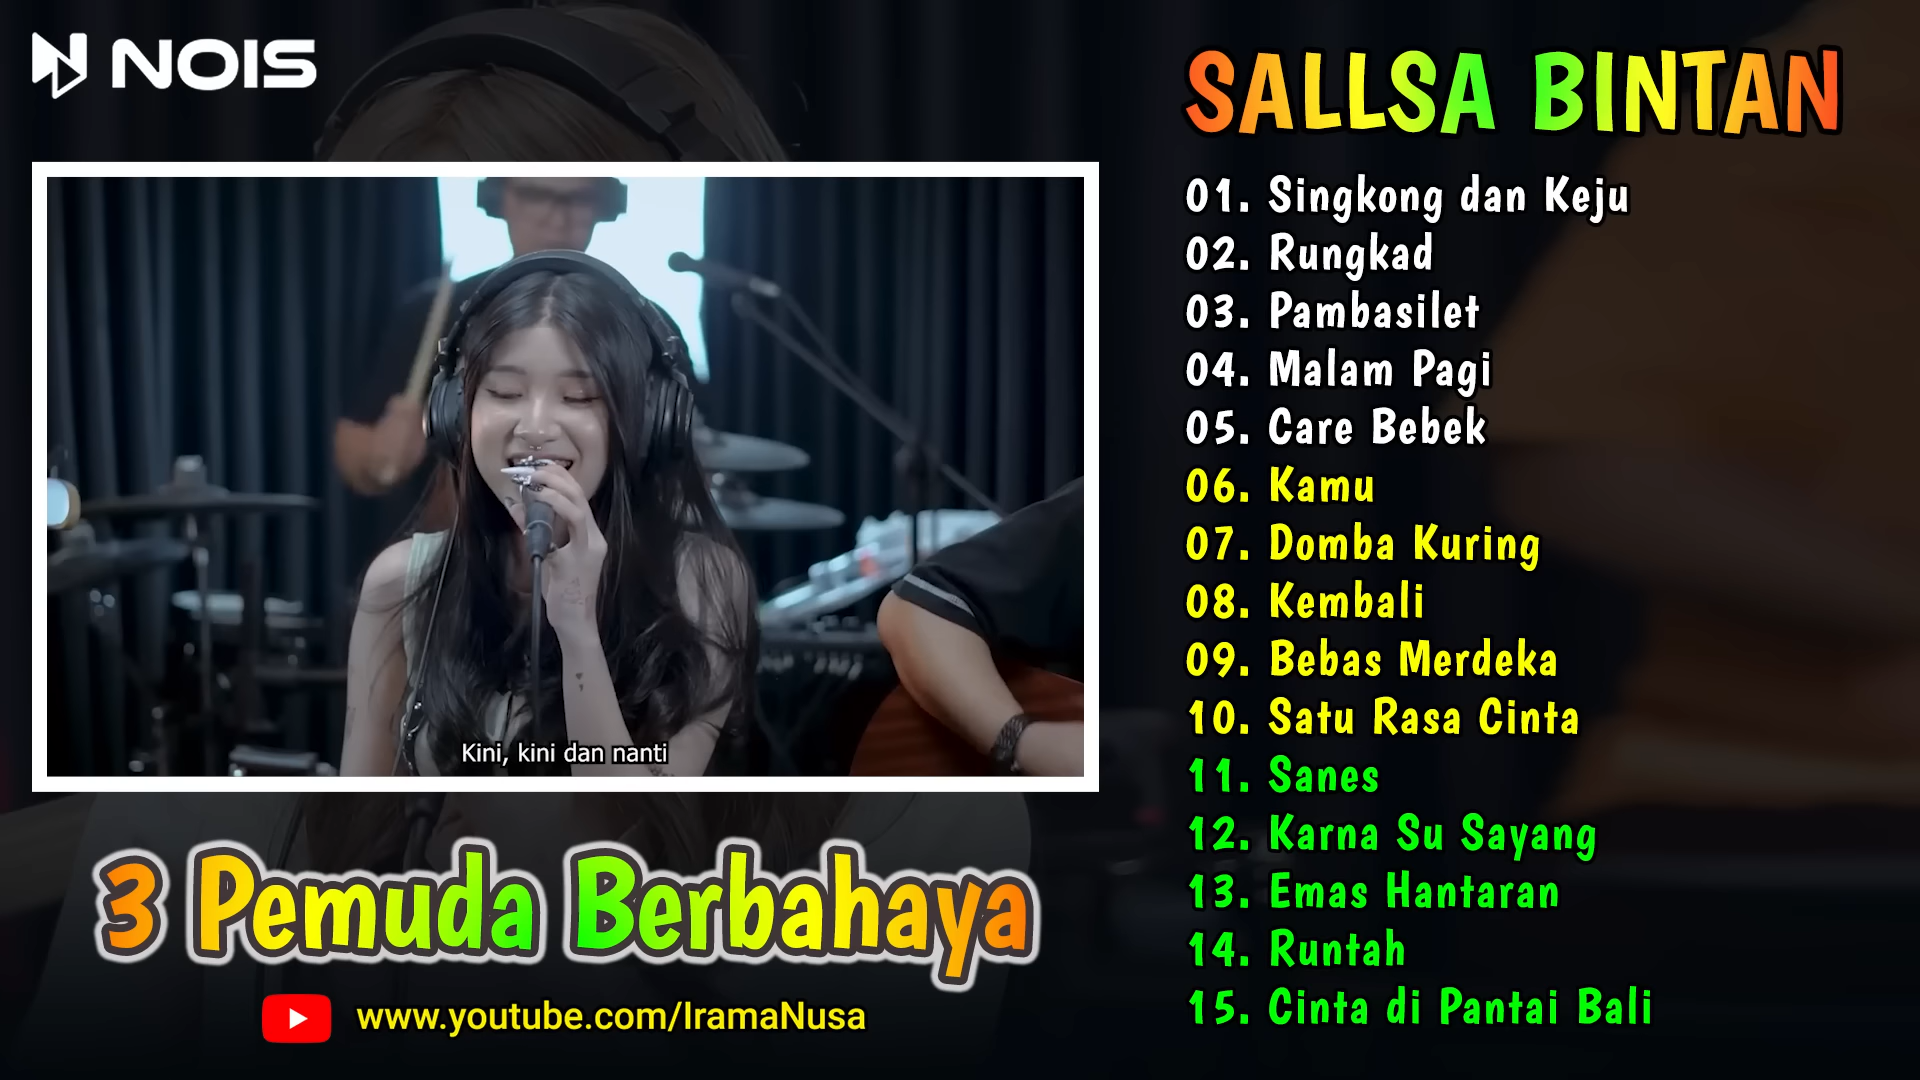 NOIS
SALLSA BINTAN
01. Singkong dan Keju
02. Rungkad
03. Pambasilet
04. Malam Pagi
05. Care Bebek
06. Kamu
07. Domba Kuring
08. Kembali
09. Bebas Merdeka
10. Satu Rasa Cinta
11. Sanes
12. Karna Su Sayang
13. Emas Hantaran
14. Runtah
15. Cinta di Pantai Bali
Kini, kini dan nanti
3 Pemuda Berbahaya
www.youtube.com/IramaNusa